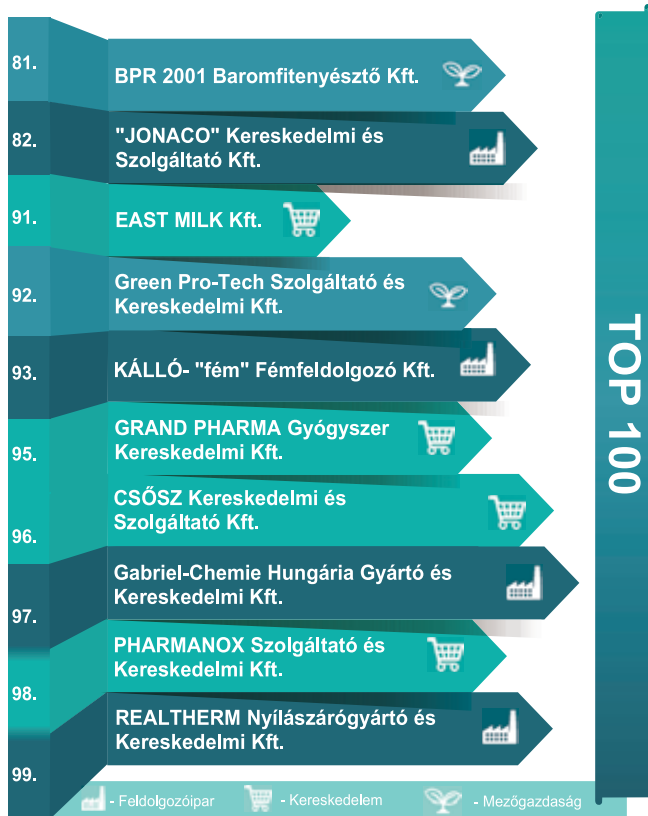 81.
BPR 2001 Baromfitenyésztő Kft.
82.
"JONACO" Kereskedelmi és
Szolgáltató Kft.
91.
EAST MILK Kft.
92.
Green Pro-Tech Szolgáltató és
Kereskedelmi Kft.
93.
KÁLLÓ- "fém" Fémfeldolgozó Kft.
95.
GRAND PHARMA Gyógyszer
Kereskedelmi Kft.
96.
CSŐSZ Kereskedelmi és
Szolgáltató Kft.
97.
Gabriel-Chemie Hungária Gyártó és
Kereskedelmi Kft.
98.
PHARMANOX Szolgáltató és
Kereskedelmi Kft.
99.
REALTHERM Nyílászárógyártó és
Kereskedelmi Kft.
TOP 100
- Feldolgozóipar
- Kereskedelem
- Mezőgazdaság